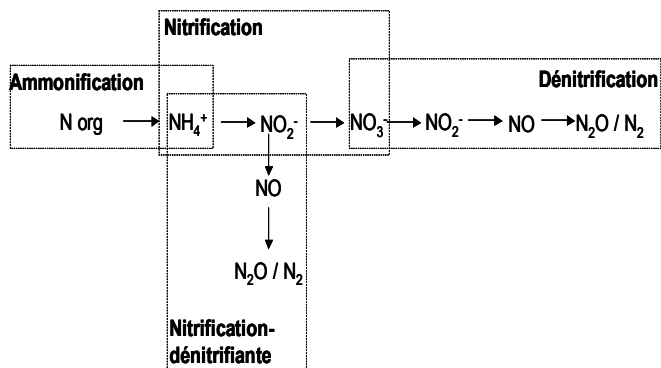 Nitrification
Ammonification
Dénitrification
N org → NH₄⁺ → NO₂⁻ → NO₃⁻ → NO₂⁻ → NO → N₂O / N₂
NO
N₂O / N₂
Nitrification-
dénitrifiante